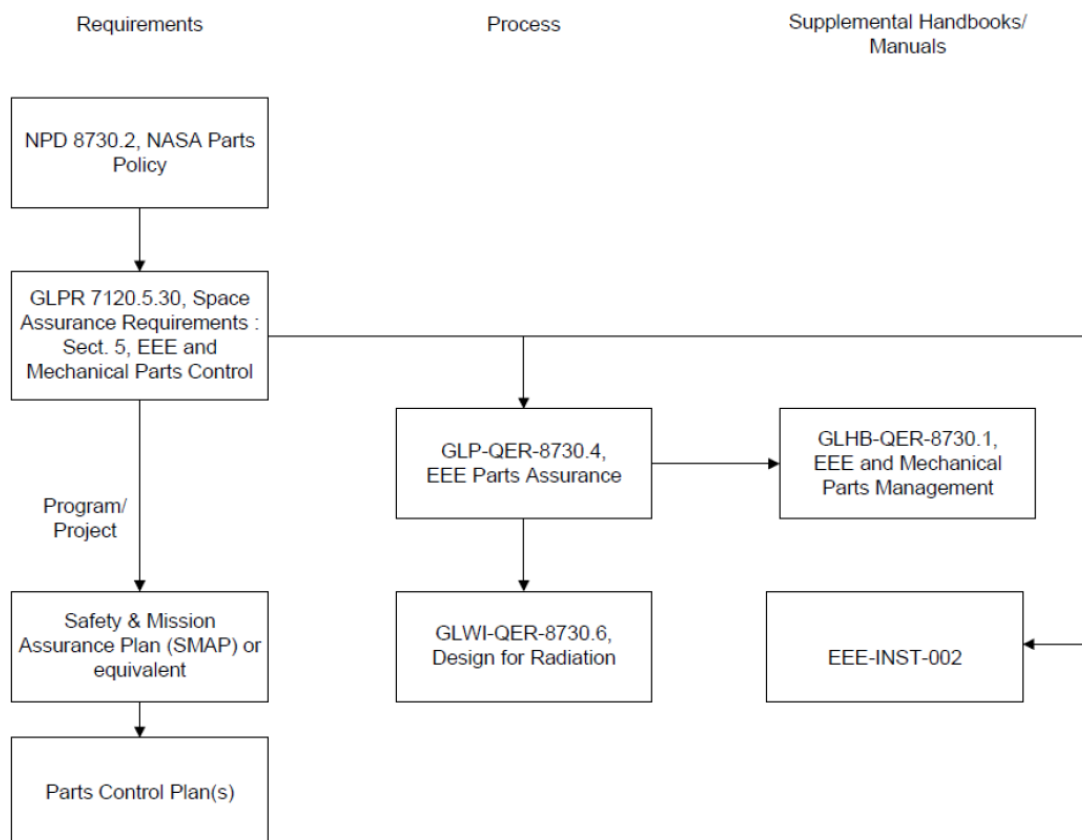 Requirements
Process
Supplemental Handbooks/
Manuals
NPD 8730.2, NASA Parts
Policy
GLPR 7120.5.30, Space
Assurance Requirements :
Sect. 5, EEE and
Mechanical Parts Control
GLP-QER-8730.4,
EEE Parts Assurance
GLHB-QER-8730.1,
EEE and Mechanical
Parts Management
Program/
Project
Safety & Mission
Assurance Plan (SMAP) or
equivalent
GLWI-QER-8730.6,
Design for Radiation
EEE-INST-002
Parts Control Plan(s)